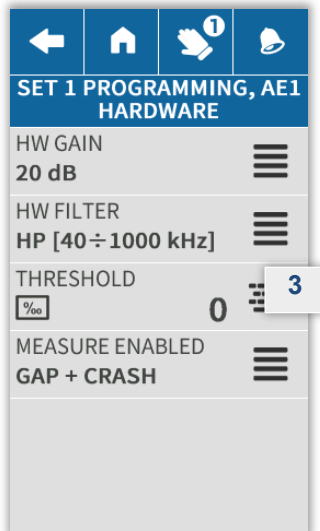 1
SET 1 PROGRAMMING, AE1
HARDWARE
HW GAIN
20 dB
HW FILTER
HP [40÷1000 kHz]
THRESHOLD
‰ 0
3
MEASURE ENABLED
GAP + CRASH